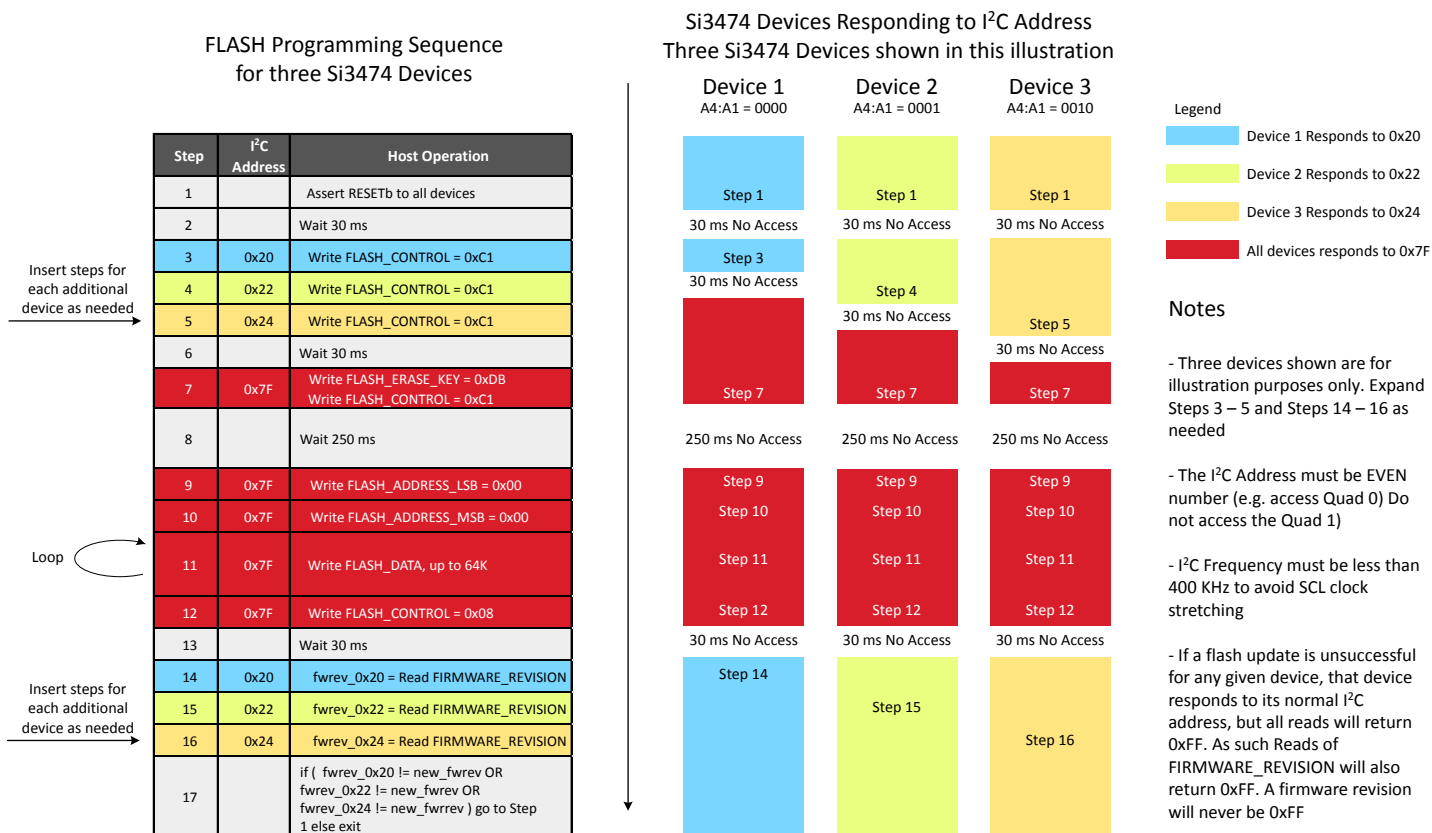 FLASH Programming Sequence
for three Si3474 Devices
Step
I²C
Address
Host Operation
1
Assert RESETb to all devices
2
Wait 30 ms
3
0x20
Write FLASH_CONTROL = 0xC1
4
0x22
Write FLASH_CONTROL = 0xC1
5
0x24
Write FLASH_CONTROL = 0xC1
6
Wait 30 ms
7
0x7F
Write FLASH_ERASE_KEY = 0xDB
Write FLASH_CONTROL = 0xC1
8
Wait 250 ms
9
0x7F
Write FLASH_ADDRESS_LSB = 0x00
10
0x7F
Write FLASH_ADDRESS_MSB = 0x00
11
0x7F
Write FLASH_DATA, up to 64K
12
0x7F
Write FLASH_CONTROL = 0x08
13
Wait 30 ms
14
0x20
fwrev_0x20 = Read FIRMWARE_REVISION
15
0x22
fwrev_0x22 = Read FIRMWARE_REVISION
16
0x24
fwrev_0x24 = Read FIRMWARE_REVISION
17
if ( fwrev_0x20 != new_fwrev OR
fwrev_0x22 != new_fwrev OR
fwrev_0x24 != new_fwrrev ) go to Step
1 else exit
Insert steps for
each additional
device as needed
Loop
Insert steps for
each additional
device as needed
Si3474 Devices Responding to I²C Address
Three Si3474 Devices shown in this illustration
Device 1
A4:A1 = 0000
Step 1
30 ms No Access
Step 3
30 ms No Access
Step 7
250 ms No Access
Step 9
Step 10
Step 11
Step 12
30 ms No Access
Step 14
Device 2
A4:A1 = 0001
Step 1
30 ms No Access
Step 4
30 ms No Access
Step 7
250 ms No Access
Step 9
Step 10
Step 11
Step 12
30 ms No Access
Step 15
Device 3
A4:A1 = 0010
Step 1
30 ms No Access
Step 5
30 ms No Access
Step 7
250 ms No Access
Step 9
Step 10
Step 11
Step 12
30 ms No Access
Step 16
Legend
Device 1 Responds to 0x20
Device 2 Responds to 0x22
Device 3 Responds to 0x24
All devices responds to 0x7F
Notes
- Three devices shown are for
illustration purposes only. Expand
Steps 3 – 5 and Steps 14 – 16 as
needed
- The I²C Address must be EVEN
number (e.g. access Quad 0) Do
not access the Quad 1)
- I²C Frequency must be less than
400 KHz to avoid SCL clock
stretching
- If a flash update is unsuccessful
for any given device, that device
responds to its normal I²C
address, but all reads will return
0xFF. As such Reads of
FIRMWARE_REVISION will also
return 0xFF. A firmware revision
will never be 0xFF